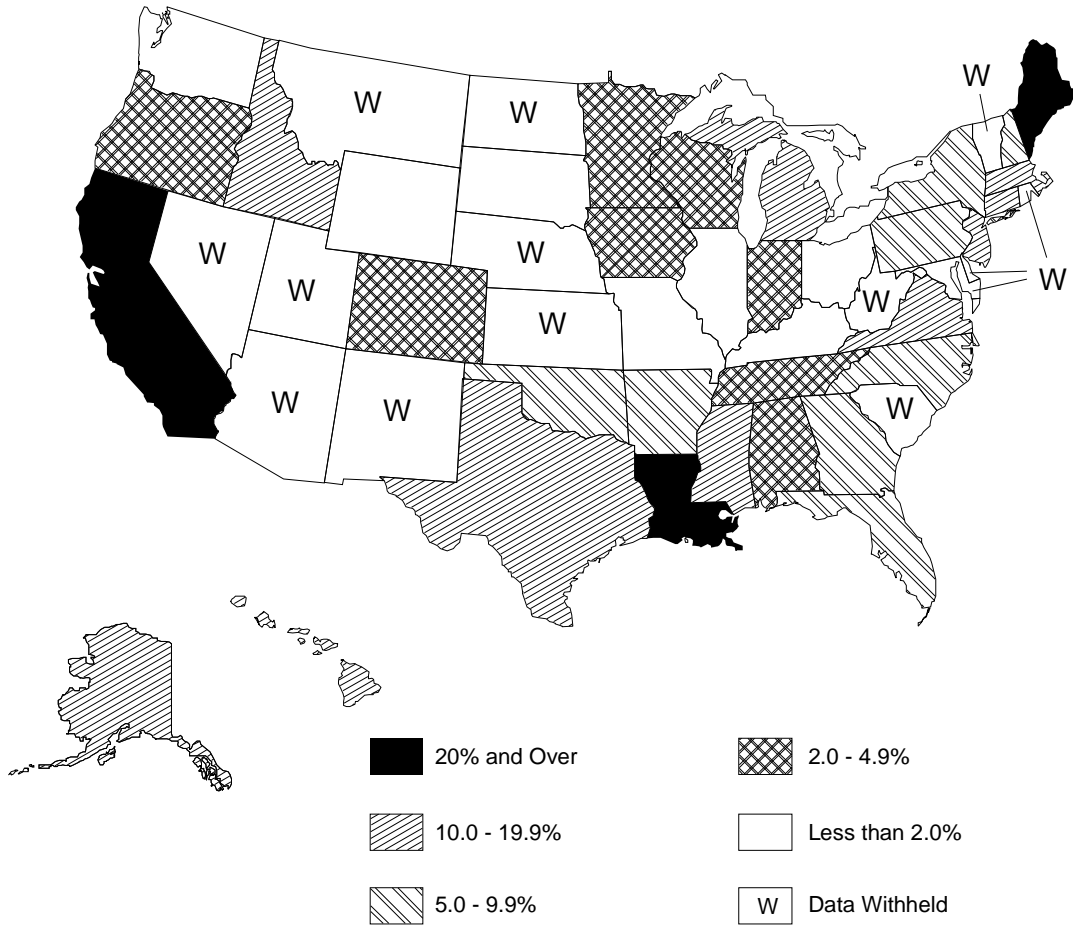 W
W
W
W
W
W
W
W
W
W
W
W
W
20% and Over
2.0 - 4.9%
10.0 - 19.9%
Less than 2.0%
5.0 - 9.9%
W
Data Withheld